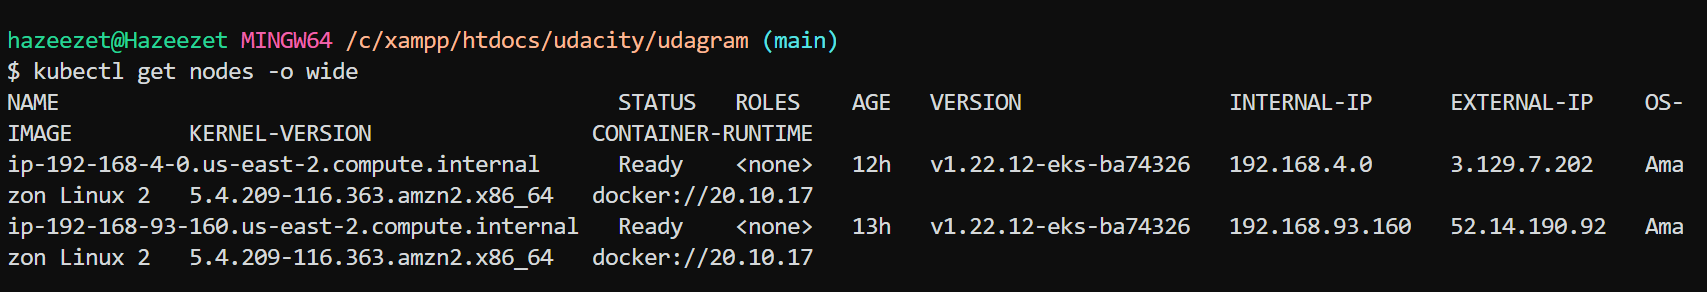 hazeezet@Hazeezet MINGW64 /c/xampp/htdocs/udacity/udagram (main)
$ kubectl get nodes -o wide
NAME                                           STATUS   ROLES    AGE   VERSION                INTERNAL-IP      EXTERNAL-IP    OS-
IMAGE         KERNEL-VERSION                 CONTAINER-RUNTIME
ip-192-168-4-0.us-east-2.compute.internal      Ready    <none>   12h   v1.22.12-eks-ba74326   192.168.4.0      3.129.7.202    Ama
zon Linux 2   5.4.209-116.363.amzn2.x86_64   docker://20.10.17
ip-192-168-93-160.us-east-2.compute.internal   Ready    <none>   13h   v1.22.12-eks-ba74326   192.168.93.160   52.14.190.92   Ama
zon Linux 2   5.4.209-116.363.amzn2.x86_64   docker://20.10.17